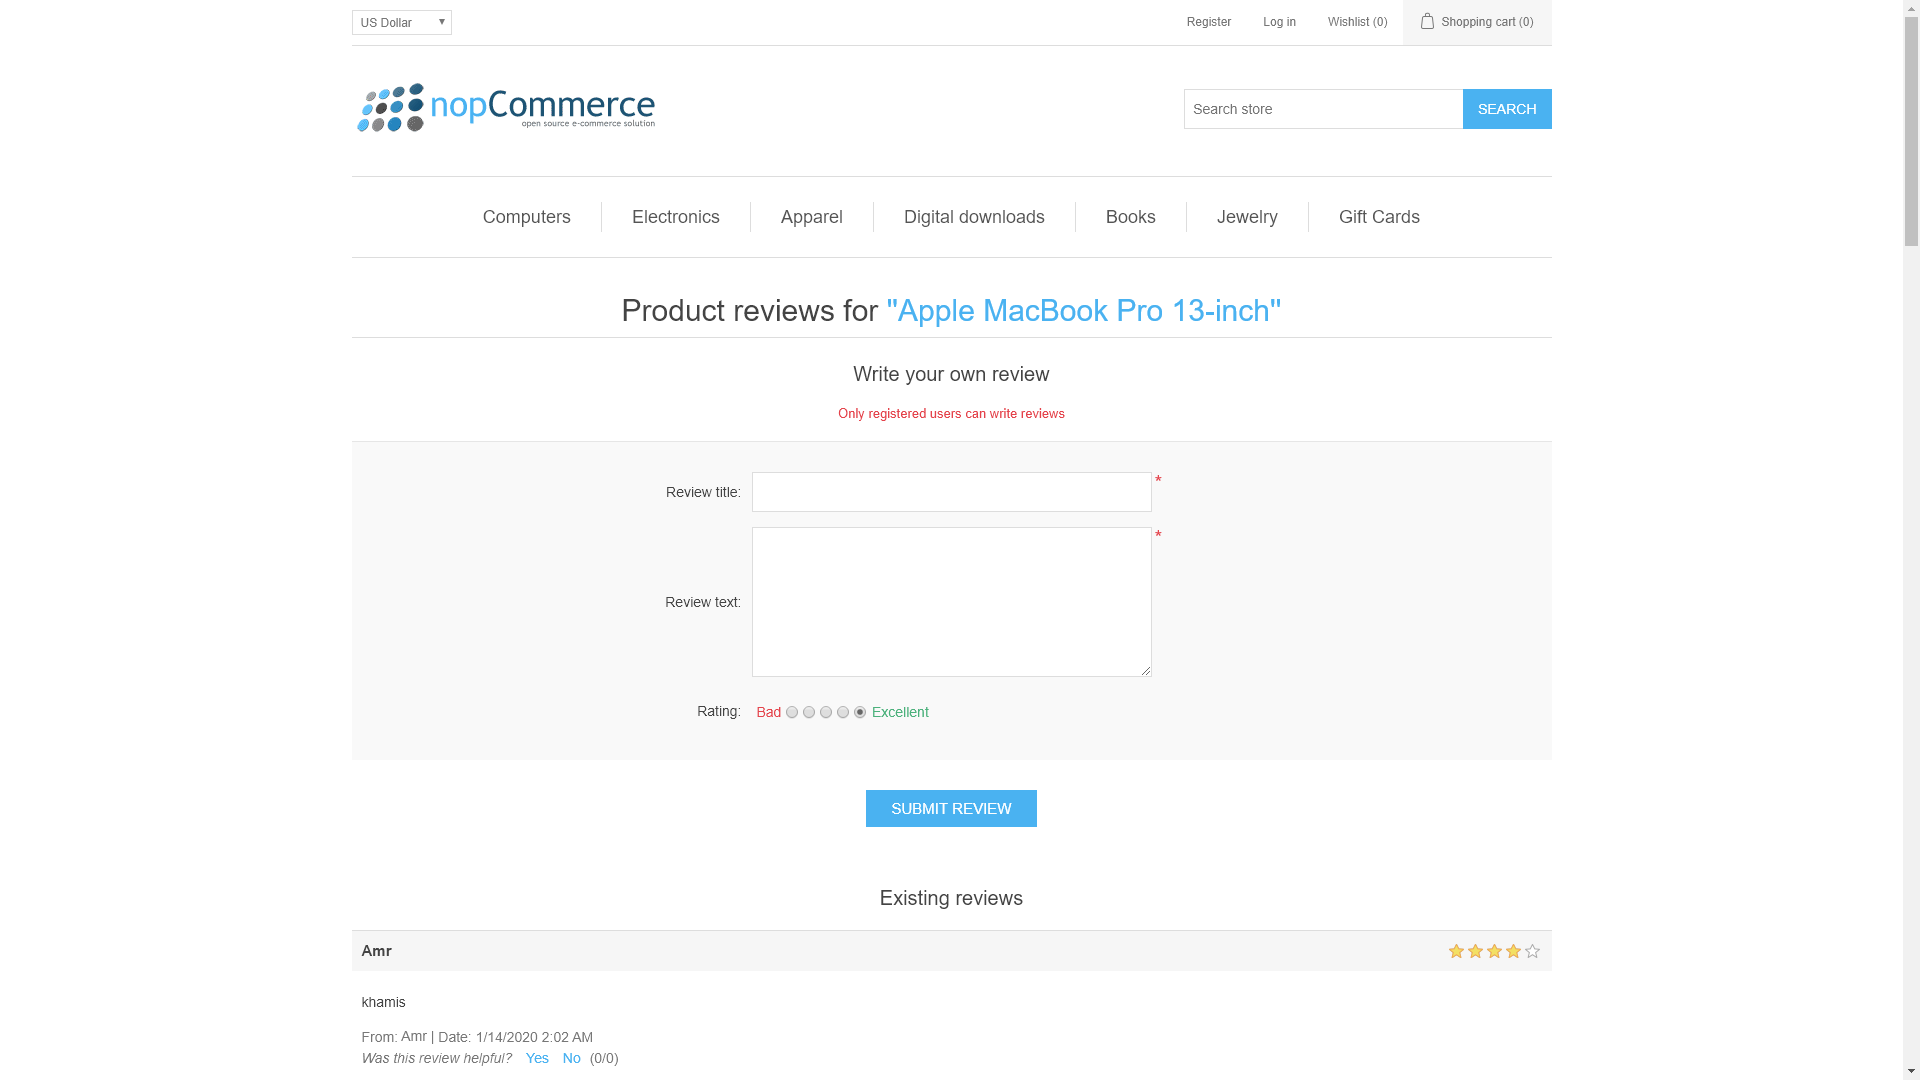 US Dollar
Register
Log in
Wishlist (0)
Shopping cart (0)
nopCommerce
open source e-commerce solution
Search store
SEARCH
Computers
Electronics
Apparel
Digital downloads
Books
Jewelry
Gift Cards
Product reviews for "Apple MacBook Pro 13-inch"
Write your own review
Only registered users can write reviews
Review title:
*
Review text:
*
Rating:
Bad
Excellent
SUBMIT REVIEW
Existing reviews
Amr
khamis
From: Amr | Date: 1/14/2020 2:02 AM
Was this review helpful? Yes No (0/0)